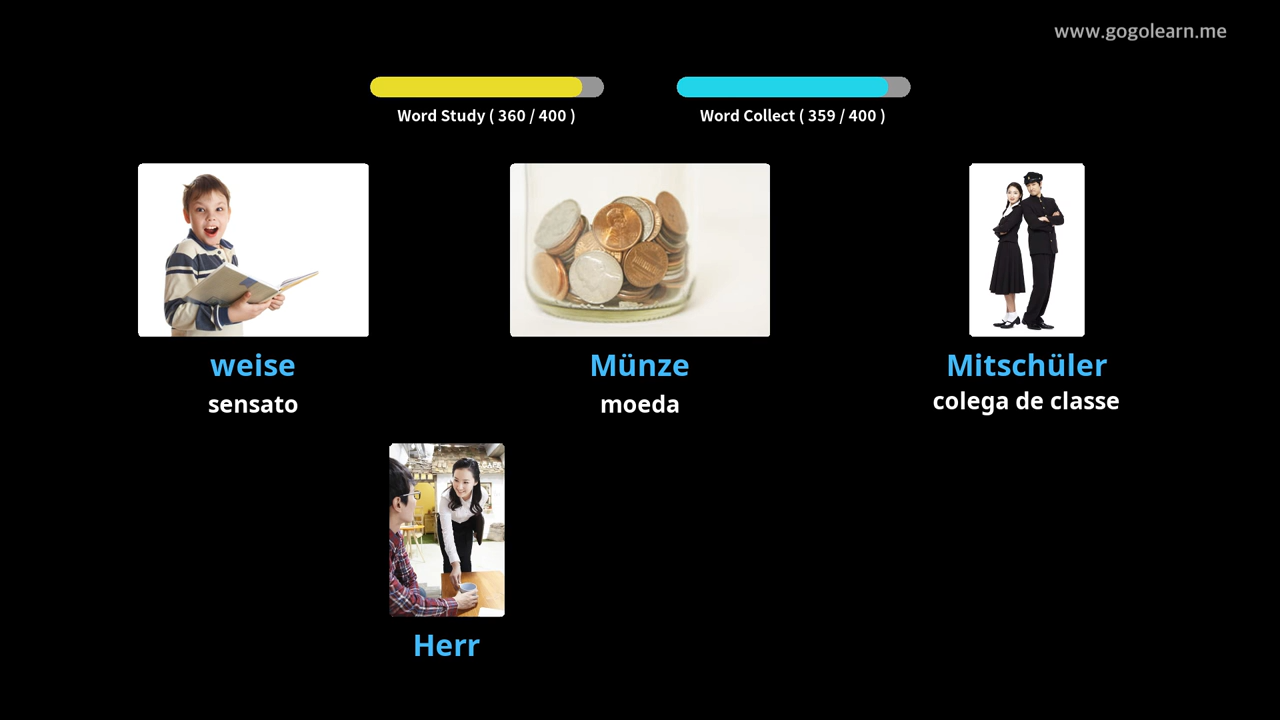 www.gogolearn.me
Word Study ( 360 / 400 )
Word Collect ( 359 / 400 )
weise
Münze
Mitschüler
sensato
moeda
colega de classe
Herr